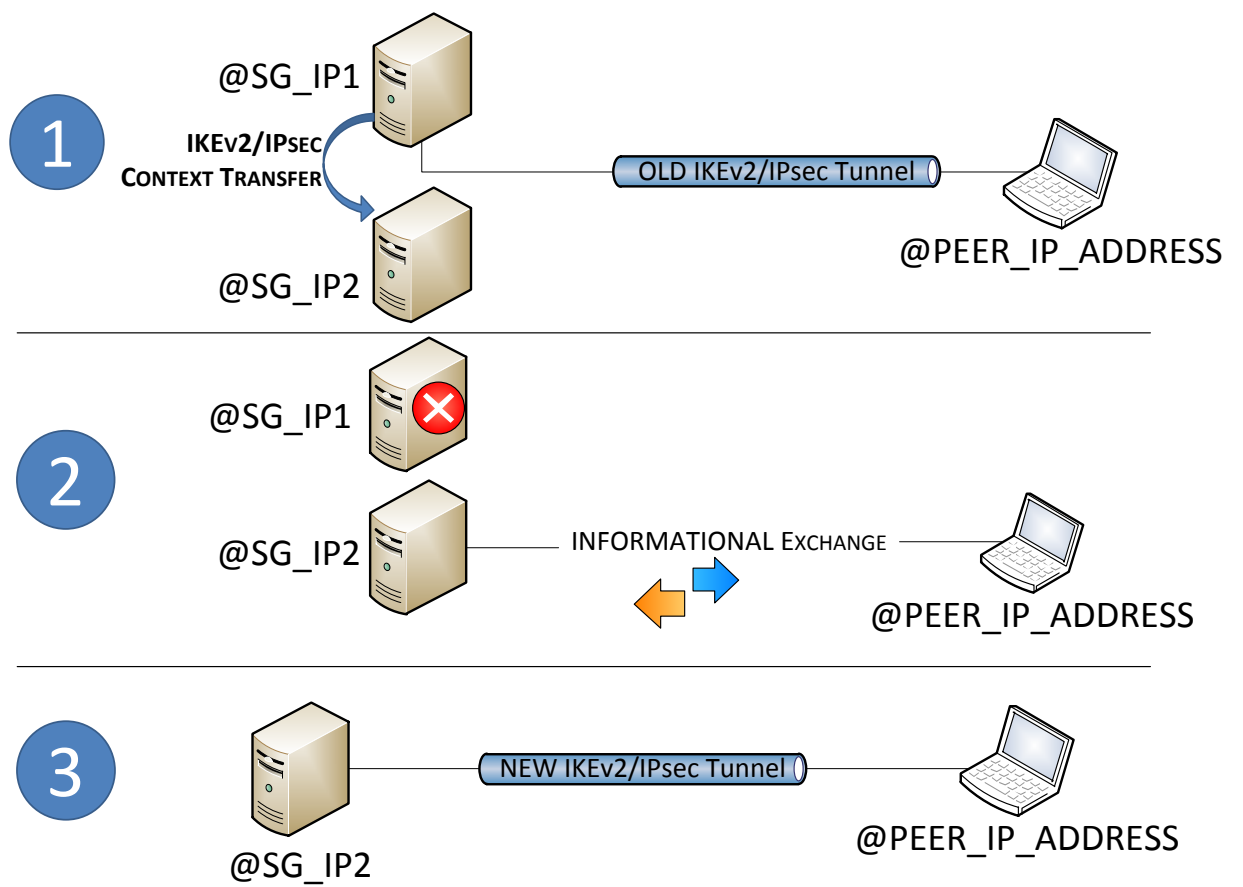 @SG_IP1
1
IKEv2/IPsec
Context Transfer
OLD IKEv2/IPsec Tunnel
@PEER_IP_ADDRESS
@SG_IP2
@SG_IP1
2
@SG_IP2
INFORMATIONAL Exchange
@PEER_IP_ADDRESS
3
NEW IKEv2/IPsec Tunnel
@SG_IP2
@PEER_IP_ADDRESS